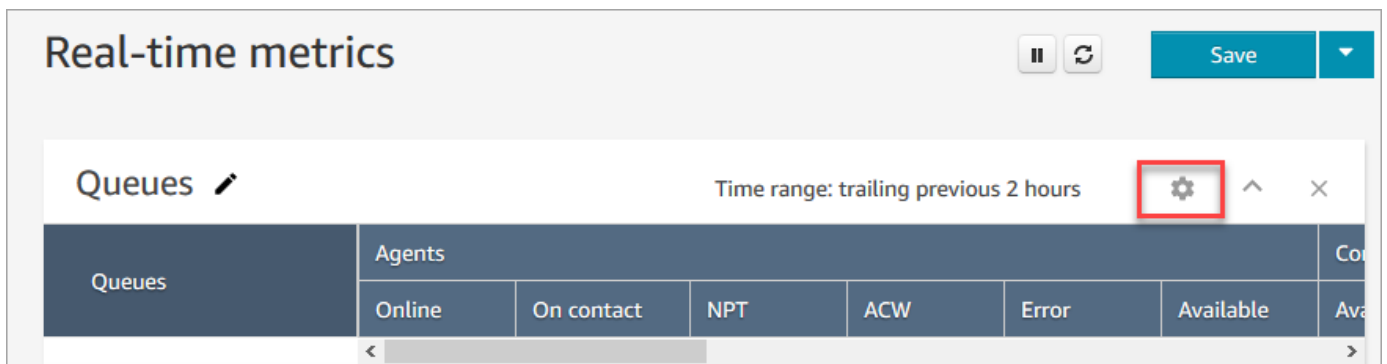 Real-time metrics
Save
Queues
Time range: trailing previous 2 hours
Queues
Agents
Online
On contact
NPT
ACW
Error
Available